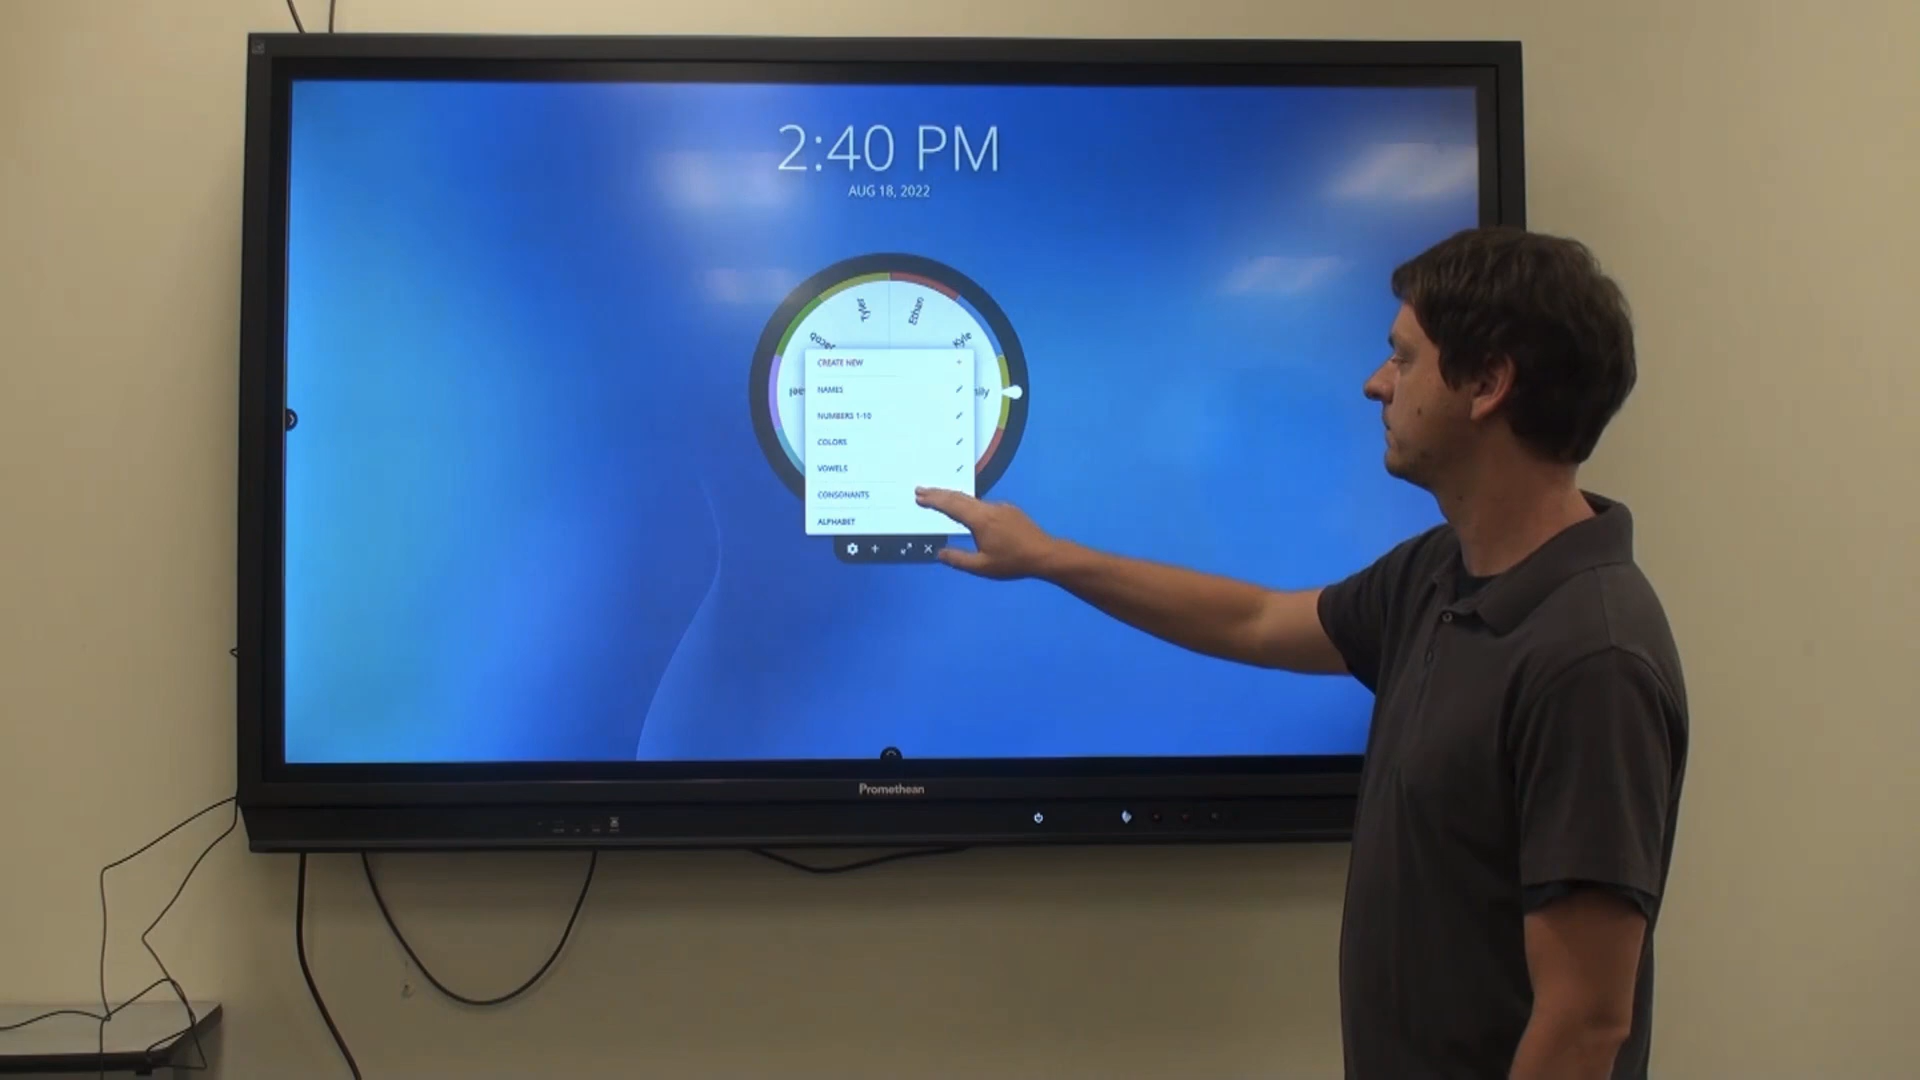 2:40 PM
AUG 18, 2022
Tyler
Ethan
Jacob
Kyle
CREATE NEW +
NAMES
NUMBERS 1-10
COLORS
VOWELS
CONSONANTS
ALPHABET
Promethean